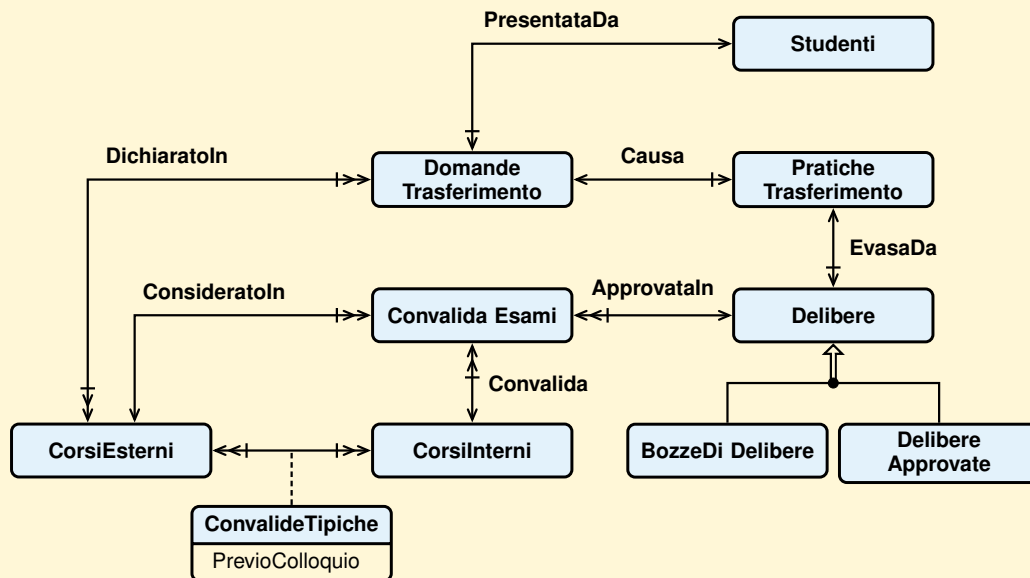 PresentataDa
Studenti
DichiaratoIn
Domande
Trasferimento
Causa
Pratiche
Trasferimento
EvasaDa
ConsideratoIn
Convalida Esami
ApprovataIn
Delibere
Convalida
CorsiEsterni
CorsiInterni
BozzeDi Delibere
Delibere
Approvate
ConvalideTipiche
PrevioColloquio